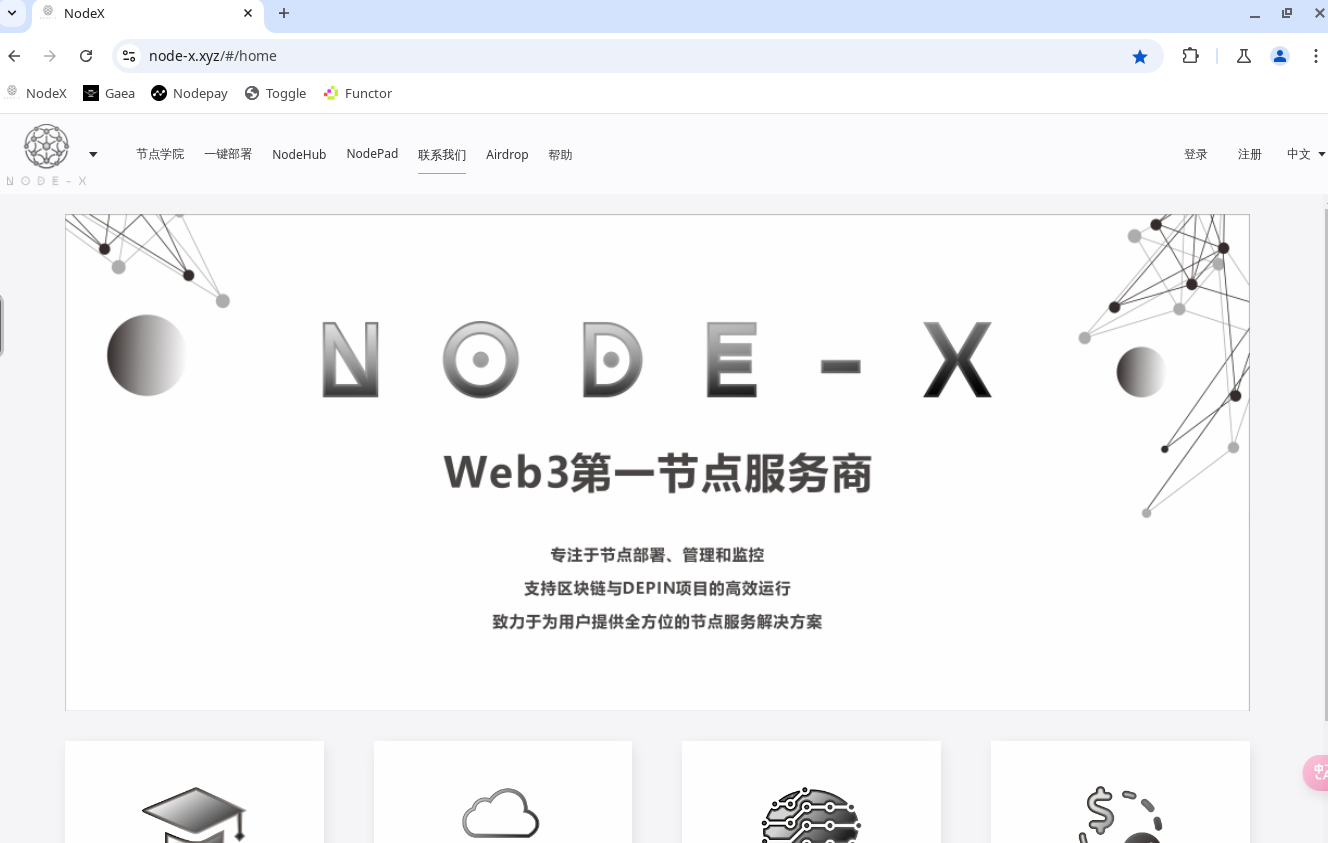 NodeX
node-x.xyz/#/home
NodeX Gaea Nodepay Toggle Functor
节点学院 一键部署 NodeHub NodePad 联系我们 Airdrop 帮助 登录 注册 中文
NODE-X
NODE-X
Web3第一节点服务商
专注于节点部署、管理和监控
支持区块链与DEPIN项目的高效运行
致力于为用户提供全方位的节点服务解决方案